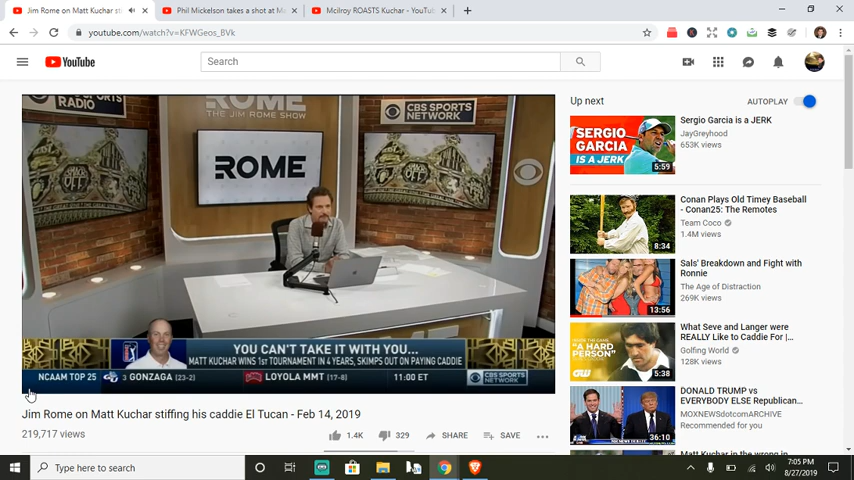 Jim Rome on Matt Kuchar sti
Phil Mickelson takes a shot at M
Mcilroy ROASTS Kuchar - YouTu
youtube.com/watch?v=KFWGeos_BVk
YouTube
Search
RADIO
ROME
THE JIM ROME SHOW
CBS SPORTS
NETWORK
ROME
YOU CAN'T TAKE IT WITH YOU...
MATT KUCHAR WINS 1ST TOURNAMENT IN 4 YEARS, SKIMPS OUT ON PAYING CADDIE
NCAAM TOP 25 3 GONZAGA (23-2) LOYOLA MMT (17-8) 11:00 ET CBS SPORTS NETWORK
Jim Rome on Matt Kuchar stiffing his caddie El Tucan - Feb 14, 2019
219,717 views
1.4K 329 SHARE SAVE
Up next AUTOPLAY
SERGIO
GARCIA
IS A JERK
5:59
Sergio Garcia is a JERK
JayGreyhood
653K views
8:34
Conan Plays Old Timey Baseball
- Conan25: The Remotes
Team Coco
1.4M views
13:56
Sals' Breakdown and Fight with
Ronnie
The Age of Distraction
269K views
"A HARD
PERSON"
GW
5:38
What Seve and Langer were
REALLY Like to Caddie For |...
Golfing World
128K views
36:10
DONALD TRUMP vs
EVERYBODY ELSE Republican...
MOXNEWSdotcomARCHIVE
Recommended for you
Type here to search
7:05 PM
8/27/2019